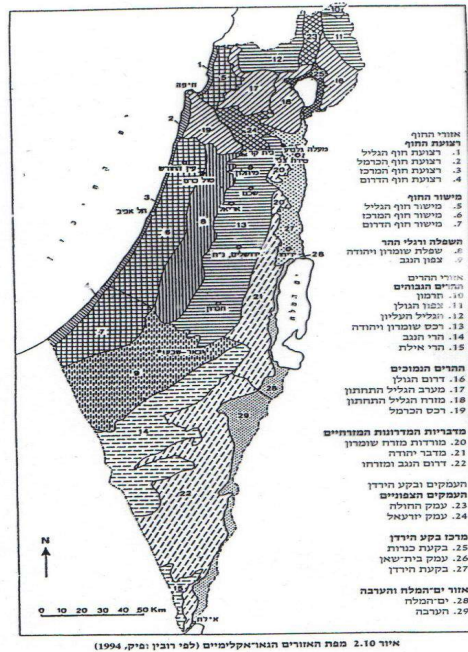 אזורי החוף
רצועת החוף
1. רצועת חוף הגליל
2. רצועת חוף הכרמל
3. רצועת חוף המרכז
4. רצועת חוף הדרום
מישור החוף
5. מישור חוף הגליל
6. מישור חוף המרכז
7. מישור חוף הדרום
השפלה ורגלי ההר
8. שפלת שומרון ויהודה
9. צפון הנגב
אזורי ההרים
ההרים הגבוהים
10. חרמון
11. צפון הגולן
12. הגליל העליון
13. רכס שומרון ויהודה
14. הרי הנגב
15. הרי אילת
ההרים הנמוכים
16. דרום הגולן
17. מערב הגליל התחתון
18. מזרח הגליל התחתון
19. רכס הכרמל
מדבריות המדרונות המזרחיים
20. מורדות מזרח שומרון
21. מדבר יהודה
22. דרום הנגב ומזרחו
העמקים ובקע הירדן
העמקים הצפוניים
23. עמק החולה
24. עמק יזרעאל
מרכז בקע הירדן
25. בקעת כנרות
26. עמק בית-שאן
27. בקעת הירדן
אזור ים-המלח והערבה
28. ים-המלח
29. הערבה
חיפה
תל אביב
שכם
אריאל
ירושלים
חברון
ים המלח
אילת
N
0 10 20 30 40 50 Km
איור 2.10 מפת האזורים הגאו-אקלימיים (לפי רובין ופיק, 1994)